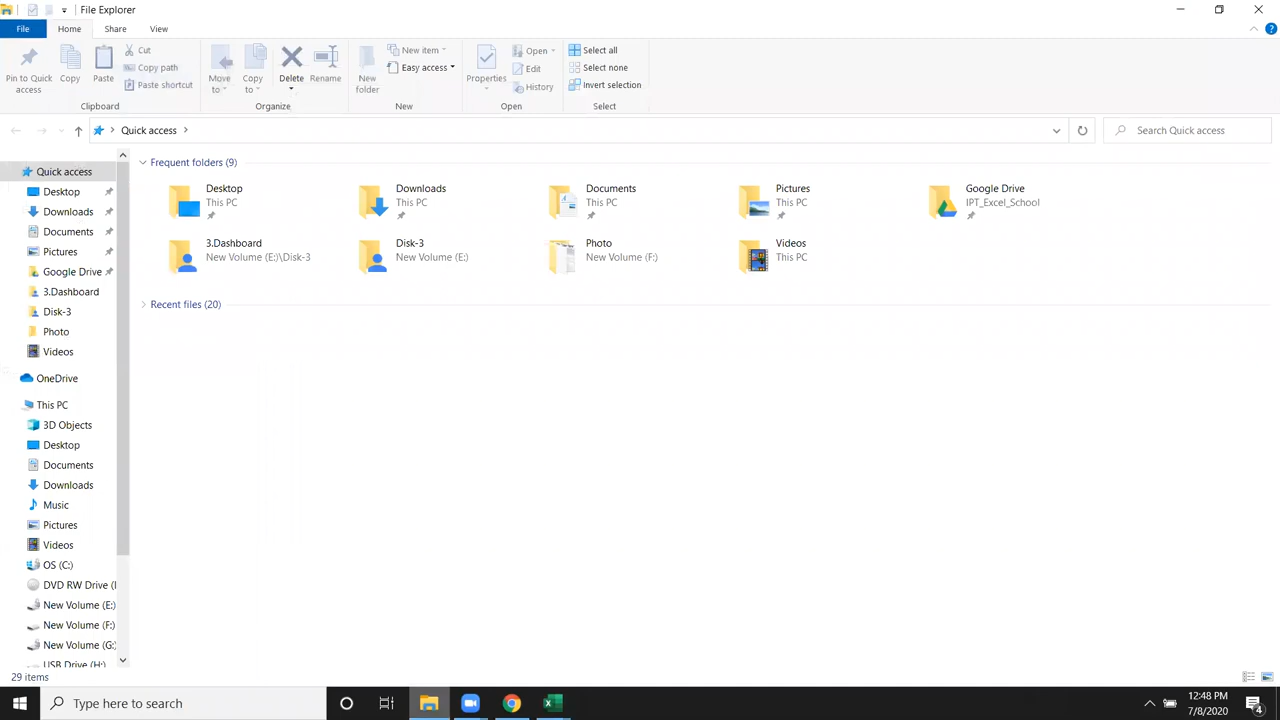 File Explorer
File Home Share View
Pin to Quick access
Copy
Paste
Cut
Copy path
Paste shortcut
Clipboard
Move to
Copy to
Delete
Rename
Organize
New folder
New item
Easy access
New
Properties
Open
Edit
History
Open
Select all
Select none
Invert selection
Select
Quick access
Search Quick access
Quick access
Desktop
Downloads
Documents
Pictures
Google Drive
3.Dashboard
Disk-3
Photo
Videos
OneDrive
This PC
3D Objects
Desktop
Documents
Downloads
Music
Pictures
Videos
OS (C:)
DVD RW Drive (
New Volume (E:)
New Volume (F:)
New Volume (G:)
USB Drive (H:)
Frequent folders (9)
Desktop
This PC
Downloads
This PC
Documents
This PC
Pictures
This PC
Google Drive
IPT_Excel_School
3.Dashboard
New Volume (E:)\Disk-3
Disk-3
New Volume (E:)
Photo
New Volume (F:)
Videos
This PC
Recent files (20)
29 items
Type here to search
12:48 PM
7/8/2020
4